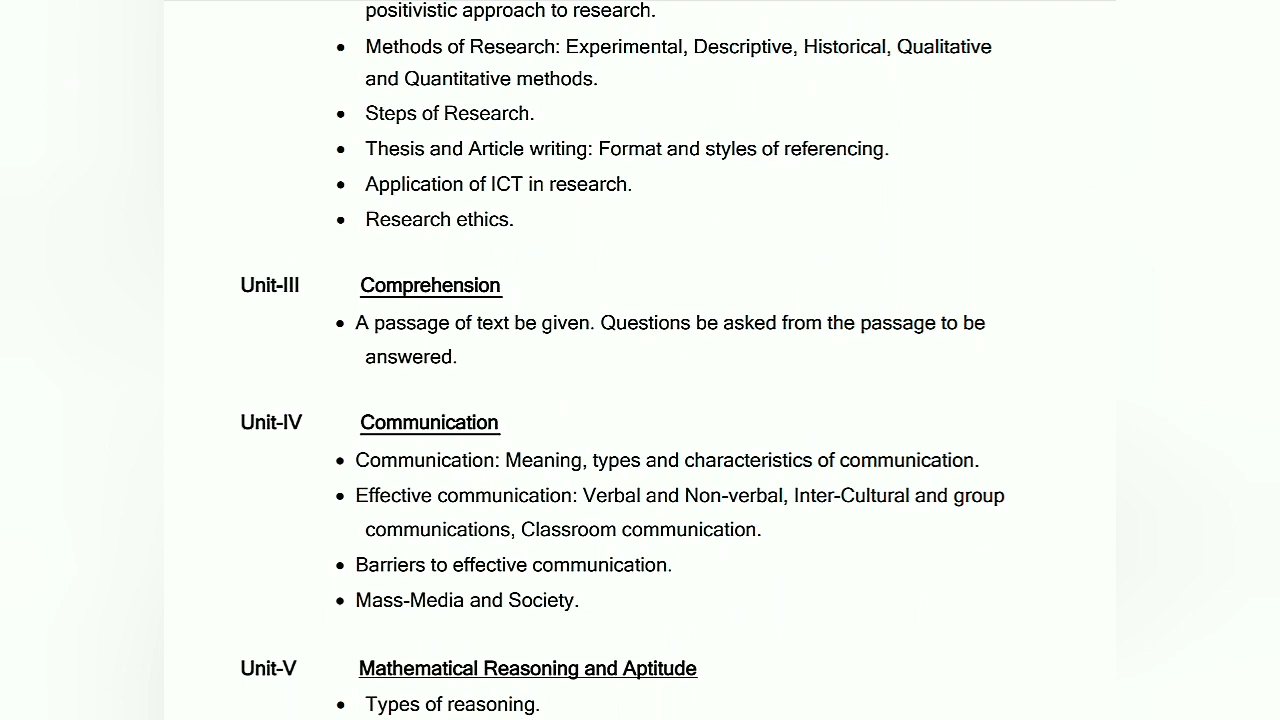 positivistic approach to research.
• Methods of Research: Experimental, Descriptive, Historical, Qualitative
and Quantitative methods.
• Steps of Research.
• Thesis and Article writing: Format and styles of referencing.
• Application of ICT in research.
• Research ethics.
Unit-III Comprehension
• A passage of text be given. Questions be asked from the passage to be
answered.
Unit-IV Communication
• Communication: Meaning, types and characteristics of communication.
• Effective communication: Verbal and Non-verbal, Inter-Cultural and group
communications, Classroom communication.
• Barriers to effective communication.
• Mass-Media and Society.
Unit-V Mathematical Reasoning and Aptitude
• Types of reasoning.